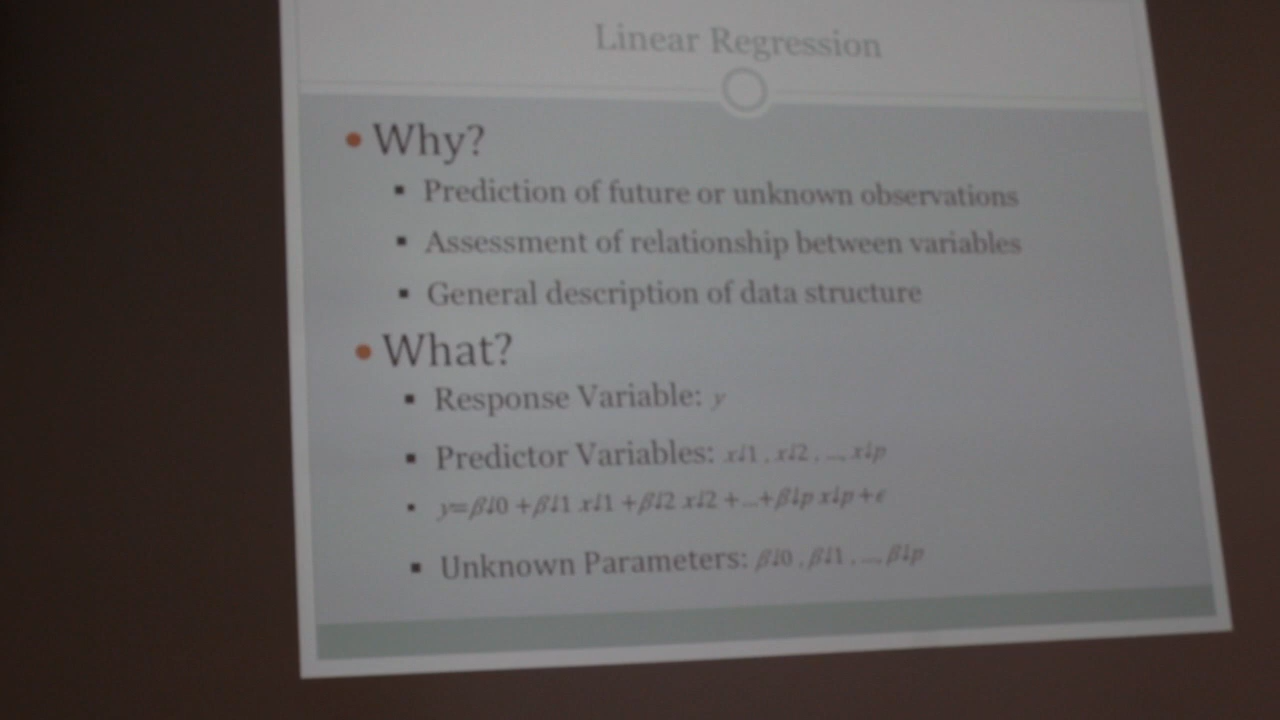 Linear Regression
• Why?
▪ Prediction of future or unknown observations
▪ Assessment of relationship between variables
▪ General description of data structure
• What?
▪ Response Variable: y
▪ Predictor Variables: x↓1 , x↓2 , ..., x↓p
▪ y=β↓0 +β↓1 x↓1 +β↓2 x↓2 +...+β↓p x↓p +ϵ
▪ Unknown Parameters: β↓0 , β↓1 , ..., β↓p